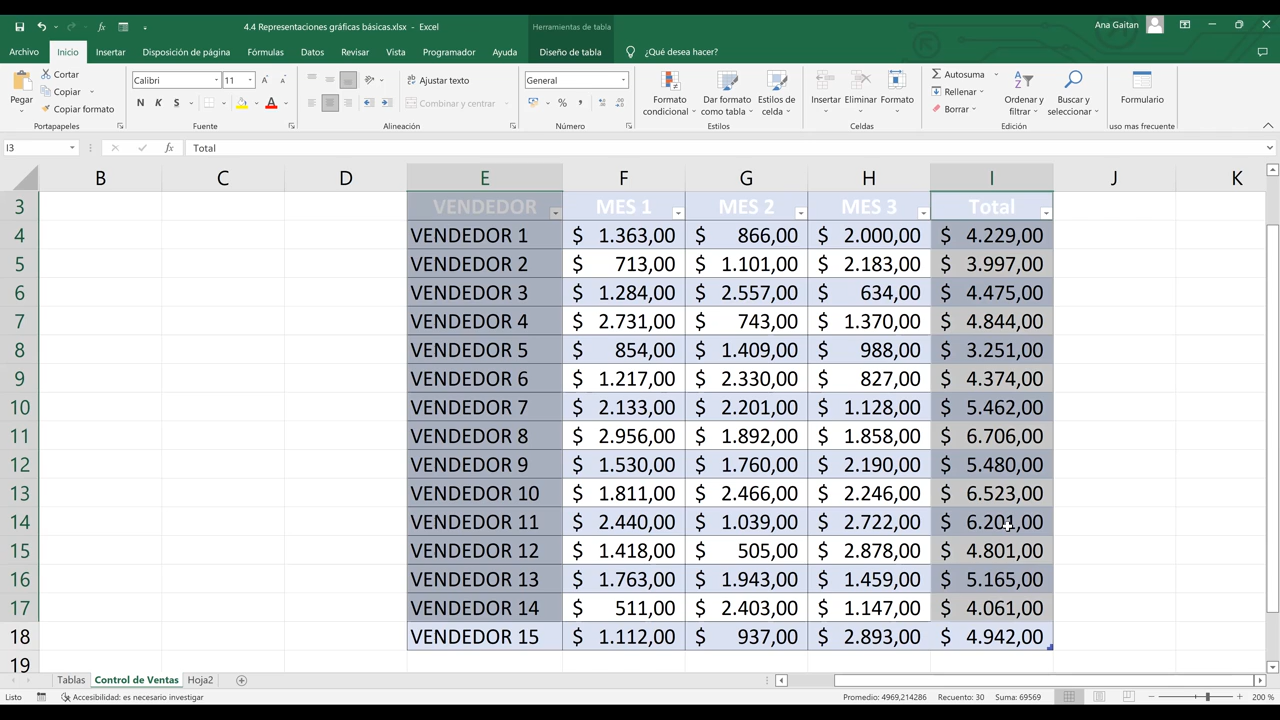 4.4 Representaciones gráficas básicas.xlsx - Excel
Herramientas de tabla
Ana Gaitan
Archivo Inicio Insertar Disposición de página Fórmulas Datos Revisar Vista Programador Ayuda Diseño de tabla ¿Qué desea hacer?
Pegar
Cortar
Copiar
Copiar formato
Portapapeles
Calibri 11
N K S
Fuente
Ajustar texto
Combinar y centrar
Alineación
General
% 000
Número
Formato condicional
Dar formato como tabla
Estilos de celda
Estilos
Insertar Eliminar Formato
Celdas
Autosuma
Rellenar
Borrar
Ordenar y filtrar
Buscar y seleccionar
Edición
Formulario
uso mas frecuente
I3 fx Total
B C D E F G H I J K
3 VENDEDOR MES 1 MES 2 MES 3 Total
4 VENDEDOR 1 $ 1.363,00 $ 866,00 $ 2.000,00 $ 4.229,00
5 VENDEDOR 2 $ 713,00 $ 1.101,00 $ 2.183,00 $ 3.997,00
6 VENDEDOR 3 $ 1.284,00 $ 2.557,00 $ 634,00 $ 4.475,00
7 VENDEDOR 4 $ 2.731,00 $ 743,00 $ 1.370,00 $ 4.844,00
8 VENDEDOR 5 $ 854,00 $ 1.409,00 $ 988,00 $ 3.251,00
9 VENDEDOR 6 $ 1.217,00 $ 2.330,00 $ 827,00 $ 4.374,00
10 VENDEDOR 7 $ 2.133,00 $ 2.201,00 $ 1.128,00 $ 5.462,00
11 VENDEDOR 8 $ 2.956,00 $ 1.892,00 $ 1.858,00 $ 6.706,00
12 VENDEDOR 9 $ 1.530,00 $ 1.760,00 $ 2.190,00 $ 5.480,00
13 VENDEDOR 10 $ 1.811,00 $ 2.466,00 $ 2.246,00 $ 6.523,00
14 VENDEDOR 11 $ 2.440,00 $ 1.039,00 $ 2.722,00 $ 6.201,00
15 VENDEDOR 12 $ 1.418,00 $ 505,00 $ 2.878,00 $ 4.801,00
16 VENDEDOR 13 $ 1.763,00 $ 1.943,00 $ 1.459,00 $ 5.165,00
17 VENDEDOR 14 $ 511,00 $ 2.403,00 $ 1.147,00 $ 4.061,00
18 VENDEDOR 15 $ 1.112,00 $ 937,00 $ 2.893,00 $ 4.942,00
19
Tablas Control de Ventas Hoja2
Listo Accesibilidad: es necesario investigar Promedio: 4969,214286 Recuento: 30 Suma: 69569 200 %